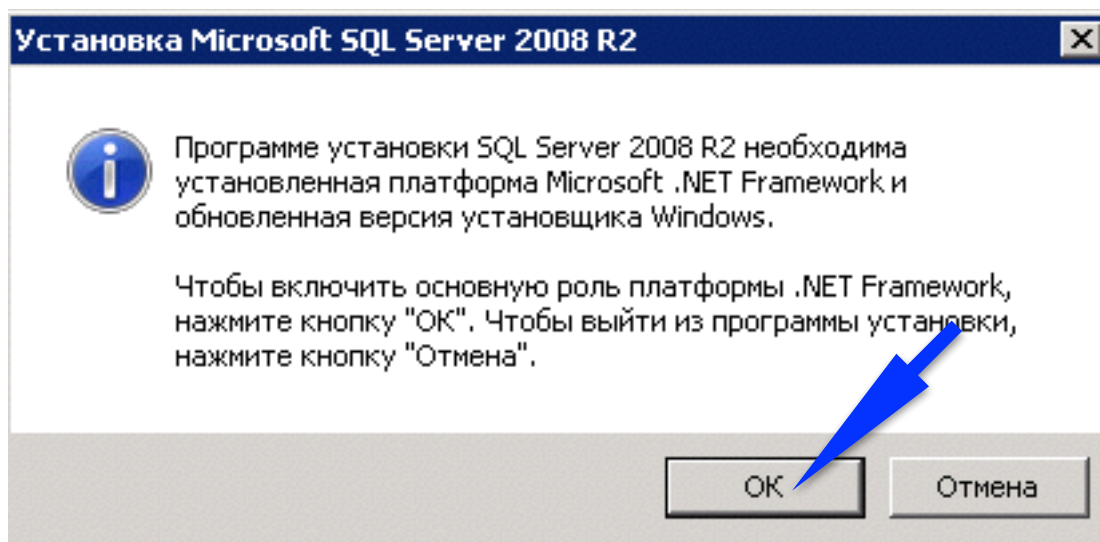 Установка Microsoft SQL Server 2008 R2
Программе установки SQL Server 2008 R2 необходима
установленная платформа Microsoft .NET Framework и
обновленная версия установщика Windows.
Чтобы включить основную роль платформы .NET Framework,
нажмите кнопку "ОК". Чтобы выйти из программы установки,
нажмите кнопку "Отмена".
ОК
Отмена